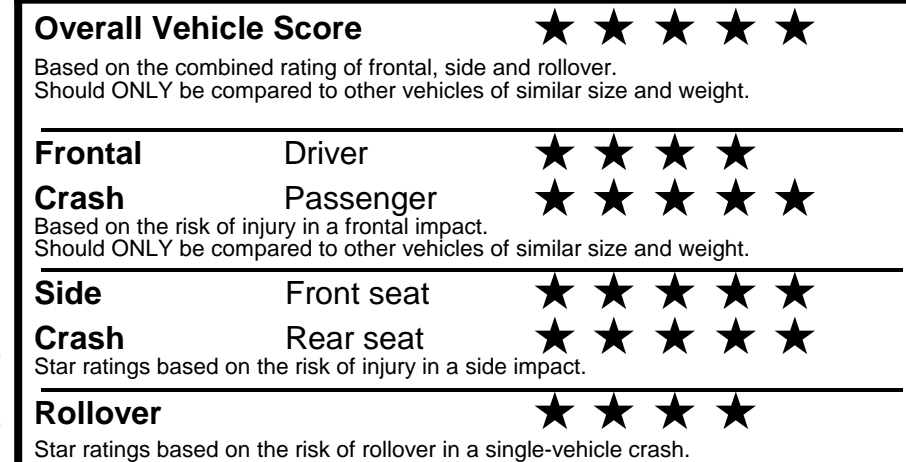 Overall Vehicle Score ★ ★ ★ ★ ★
Based on the combined rating of frontal, side and rollover.
Should ONLY be compared to other vehicles of similar size and weight.
Frontal Driver ★ ★ ★ ★
Crash Passenger ★ ★ ★ ★ ★
Based on the risk of injury in a frontal impact.
Should ONLY be compared to other vehicles of similar size and weight.
Side Front seat ★ ★ ★ ★ ★
Crash Rear seat ★ ★ ★ ★ ★
Star ratings based on the risk of injury in a side impact.
Rollover ★ ★ ★ ★
Star ratings based on the risk of rollover in a single-vehicle crash.